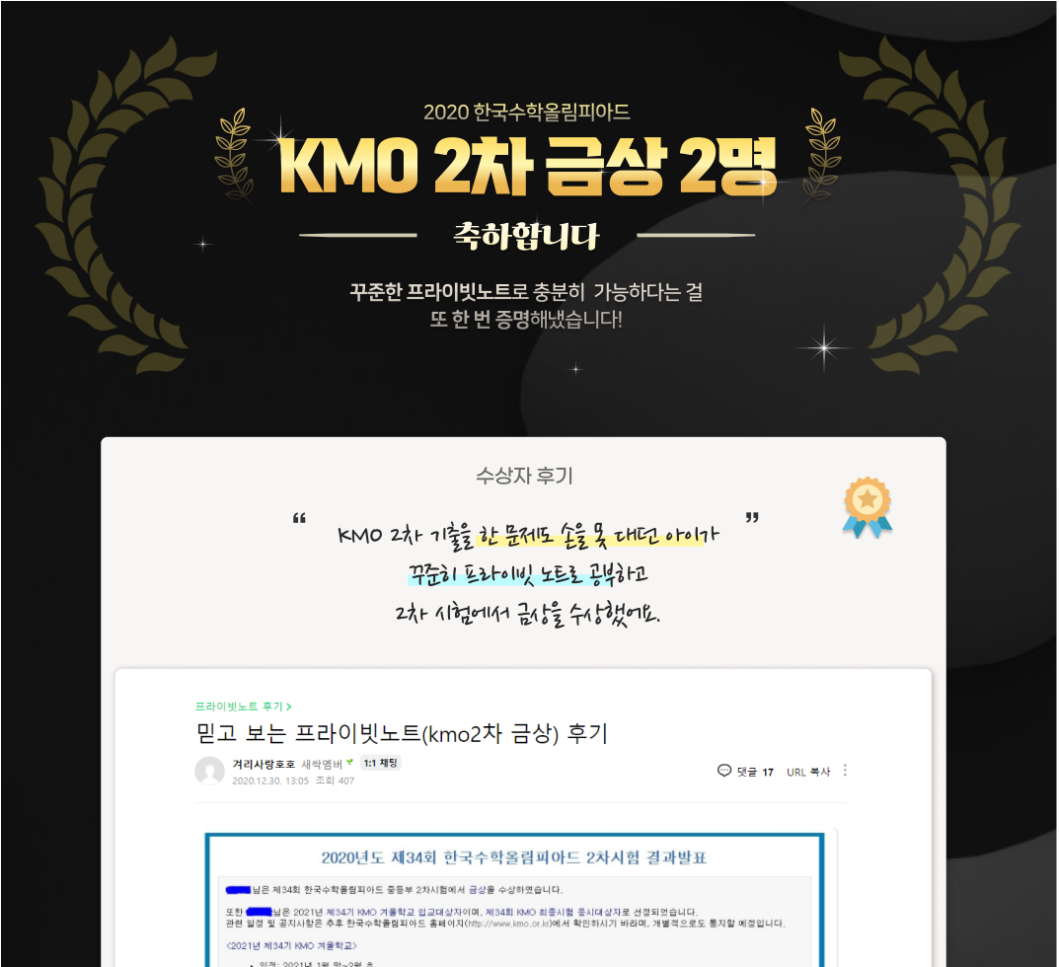 2020 한국수학올림피아드
KMO 2차 금상 2명
축하합니다
꾸준한 프라이빗노트로 충분히 가능하다는 걸
또 한 번 증명해냈습니다!
수상자 후기
“ KMO 2차 기출을 한 문제도 손을 못 대던 아이가 ”
꾸준히 프라이빗 노트로 공부하고
2차 시험에서 금상을 수상했어요.
프라이빗노트 후기 >
믿고 보는 프라이빗노트(kmo2차 금상) 후기
겨리사랑호호 새싹멤버 1:1 채팅
2020.12.30. 13:05 조회 407
댓글 17 URL 복사
2020년도 제34회 한국수학올림피아드 2차시험 결과발표
님은 제34회 한국수학올림피아드 중등부 2차시험에서 금상을 수상하였습니다.
또한 님은 2021년 제34기 KMO 겨울학교 입교대상자이며, 제34회 KMO 최종시험 응시대상자로 선정되었습니다.
관련 일정 및 공지사항은 추후 한국수학올림피아드 홈페이지(http://www.kmo.or.kr)에서 확인하시기 바라며, 개별적으로도 통지할 예정입니다.
<2021년 제34기 KMO 겨울학교>
• 일정: 2021년 1월 말~2월 초